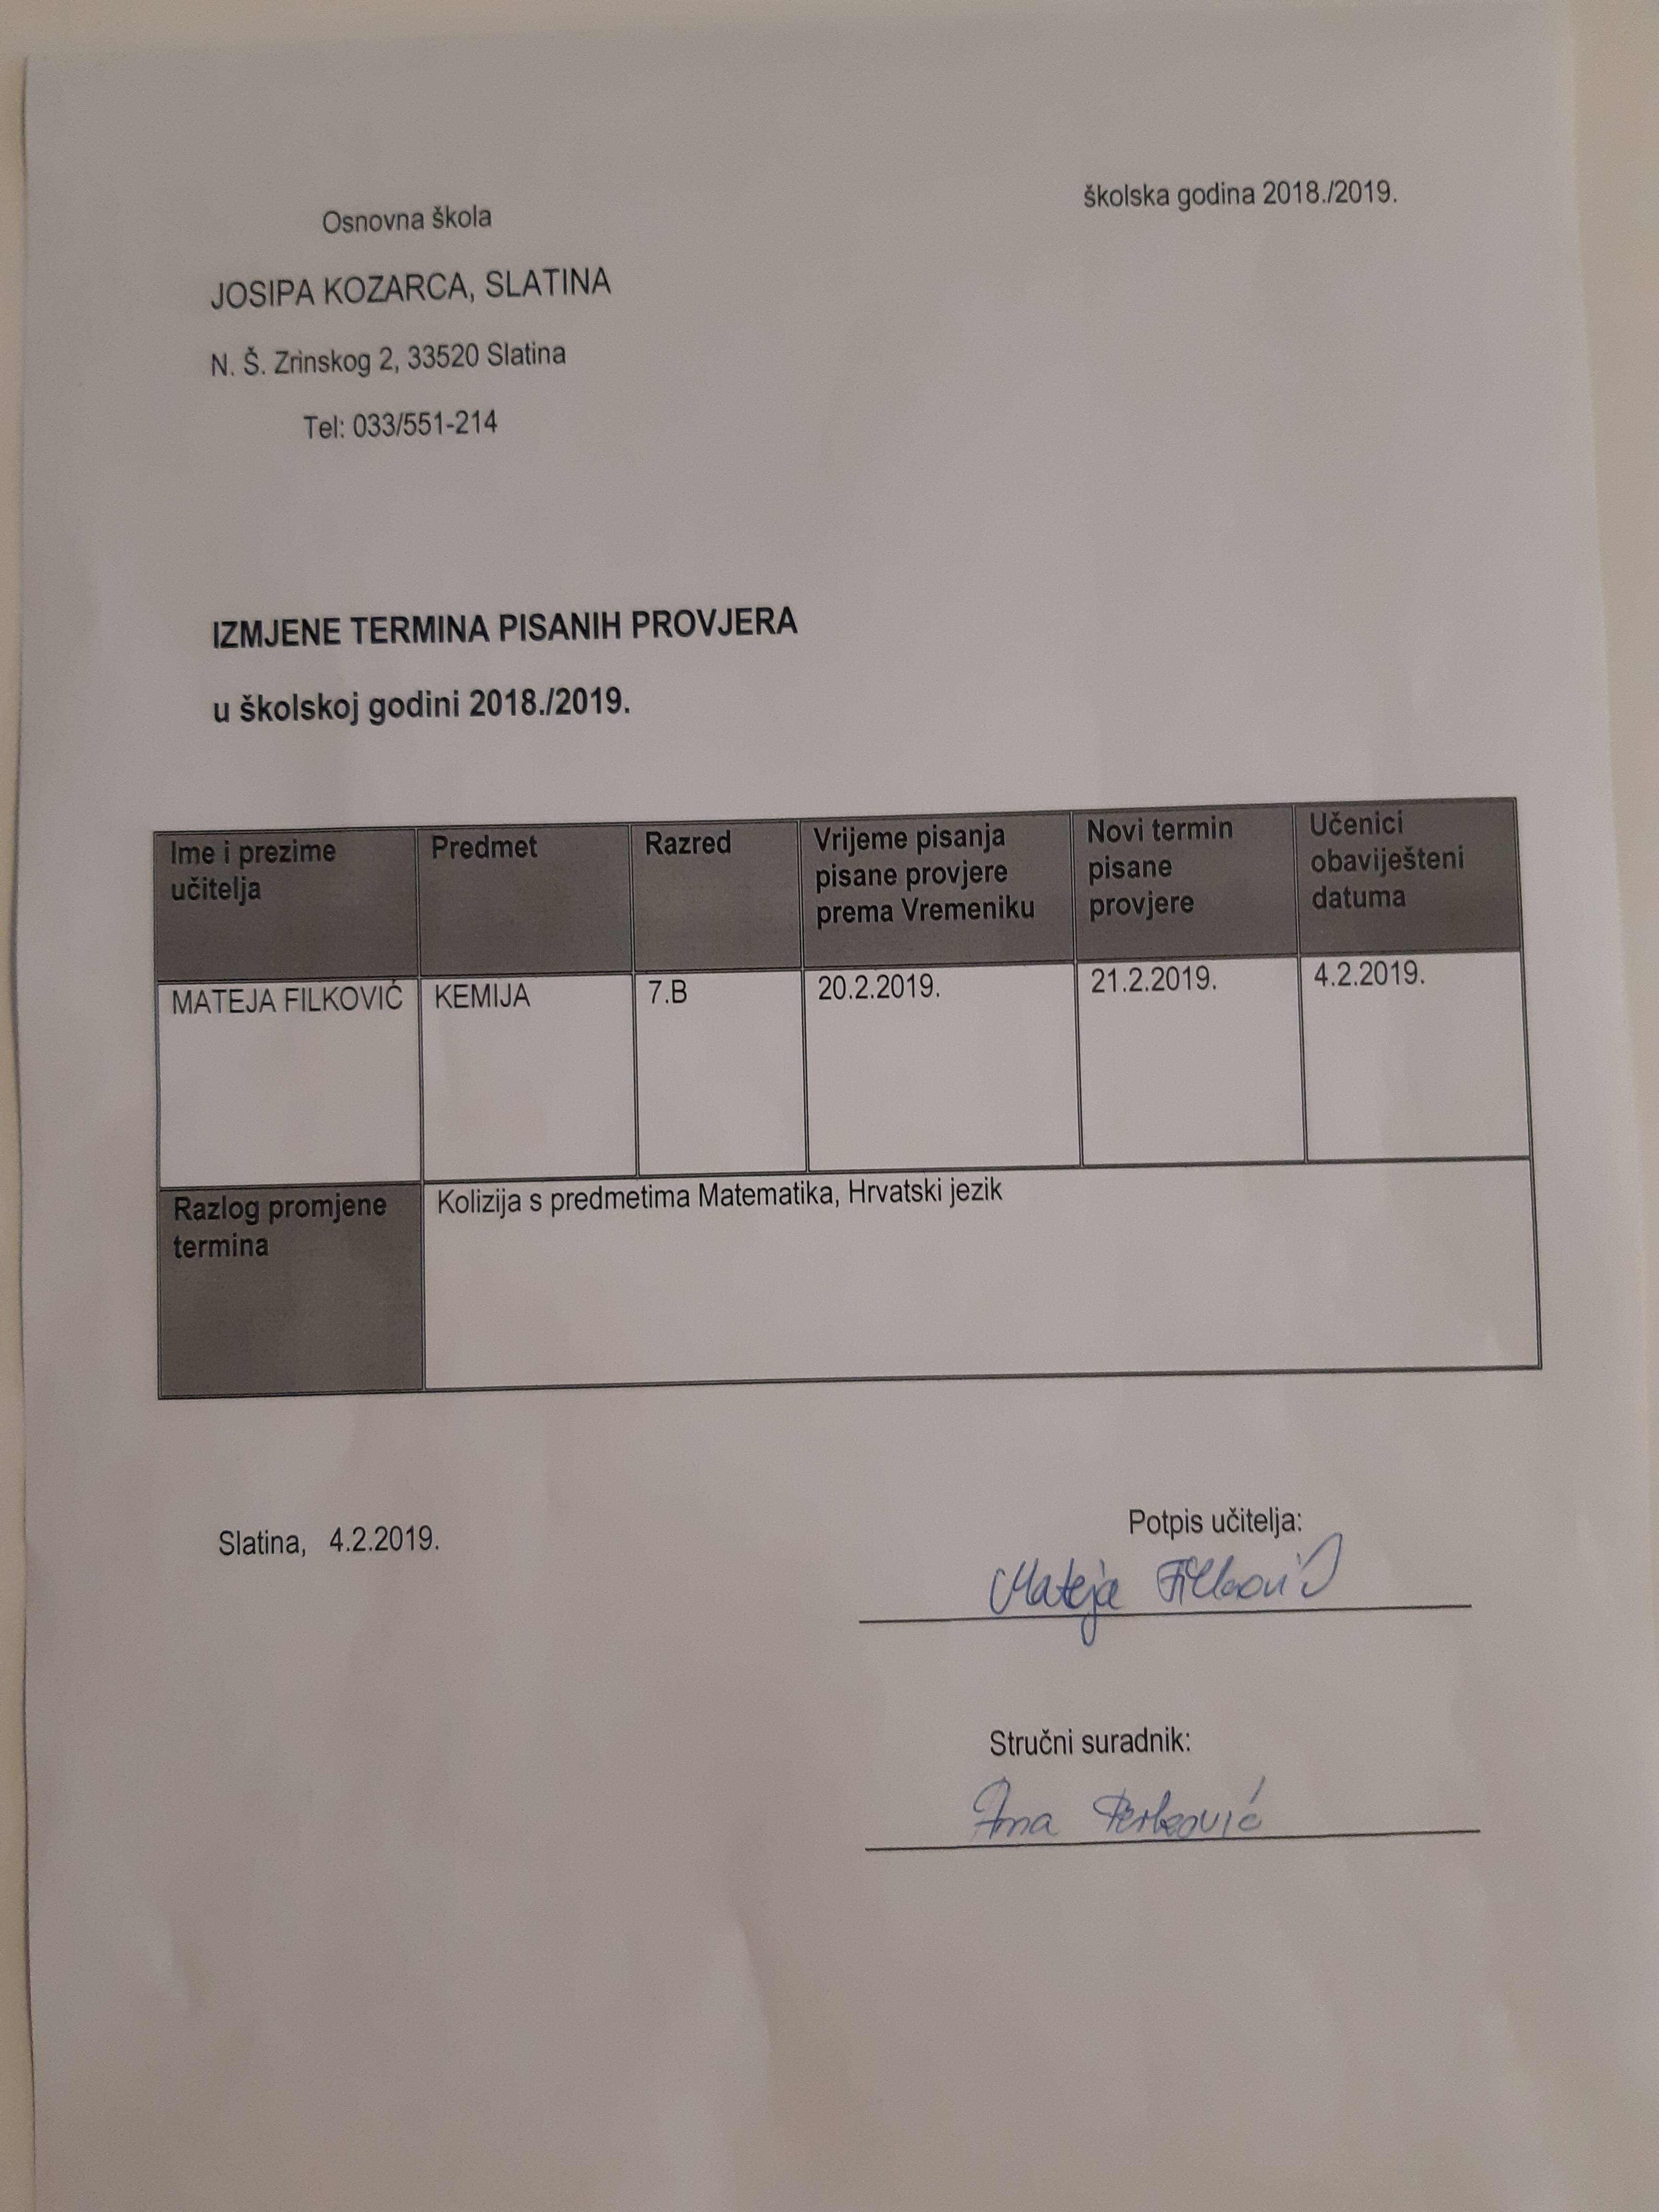 školska godina 2018./2019.
Osnovna škola
JOSIPA KOZARCA, SLATINA
N. Š. Zrinskog 2, 33520 Slatina
Tel: 033/551-214
IZMJENE TERMINA PISANIH PROVJERA
u školskoj godini 2018./2019.
Ime i prezime
učitelja
Predmet
Razred
Vrijeme pisanja
pisane provjere
prema Vremeniku
Novi termin
pisane
provjere
Učenici
obaviješteni
datuma
MATEJA FILKOVIĆ
KEMIJA
7.B
20.2.2019.
21.2.2019.
4.2.2019.
Razlog promjene
termina
Kolizija s predmetima Matematika, Hrvatski jezik
Slatina, 4.2.2019.
Potpis učitelja:
Mateja Filković
Stručni suradnik:
Ana Perković